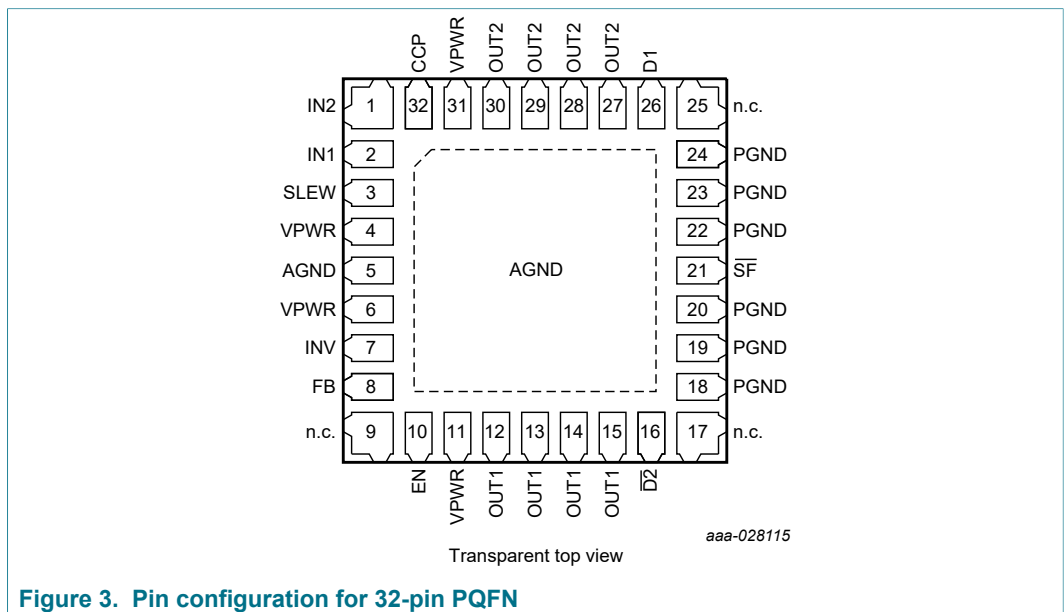 CCP VPWR OUT2 OUT2 OUT2 OUT2 D1
IN2 1 32 31 30 29 28 27 26 25 n.c.
IN1 2 24 PGND
SLEW 3 23 PGND
VPWR 4 22 PGND
AGND 5 AGND 21 S̅F̅
VPWR 6 20 PGND
INV 7 19 PGND
FB 8 18 PGND
n.c. 9 10 11 12 13 14 15 16 17 n.c.
EN VPWR OUT1 OUT1 OUT1 OUT1 D̅2̅
aaa-028115
Transparent top view
Figure 3. Pin configuration for 32-pin PQFN